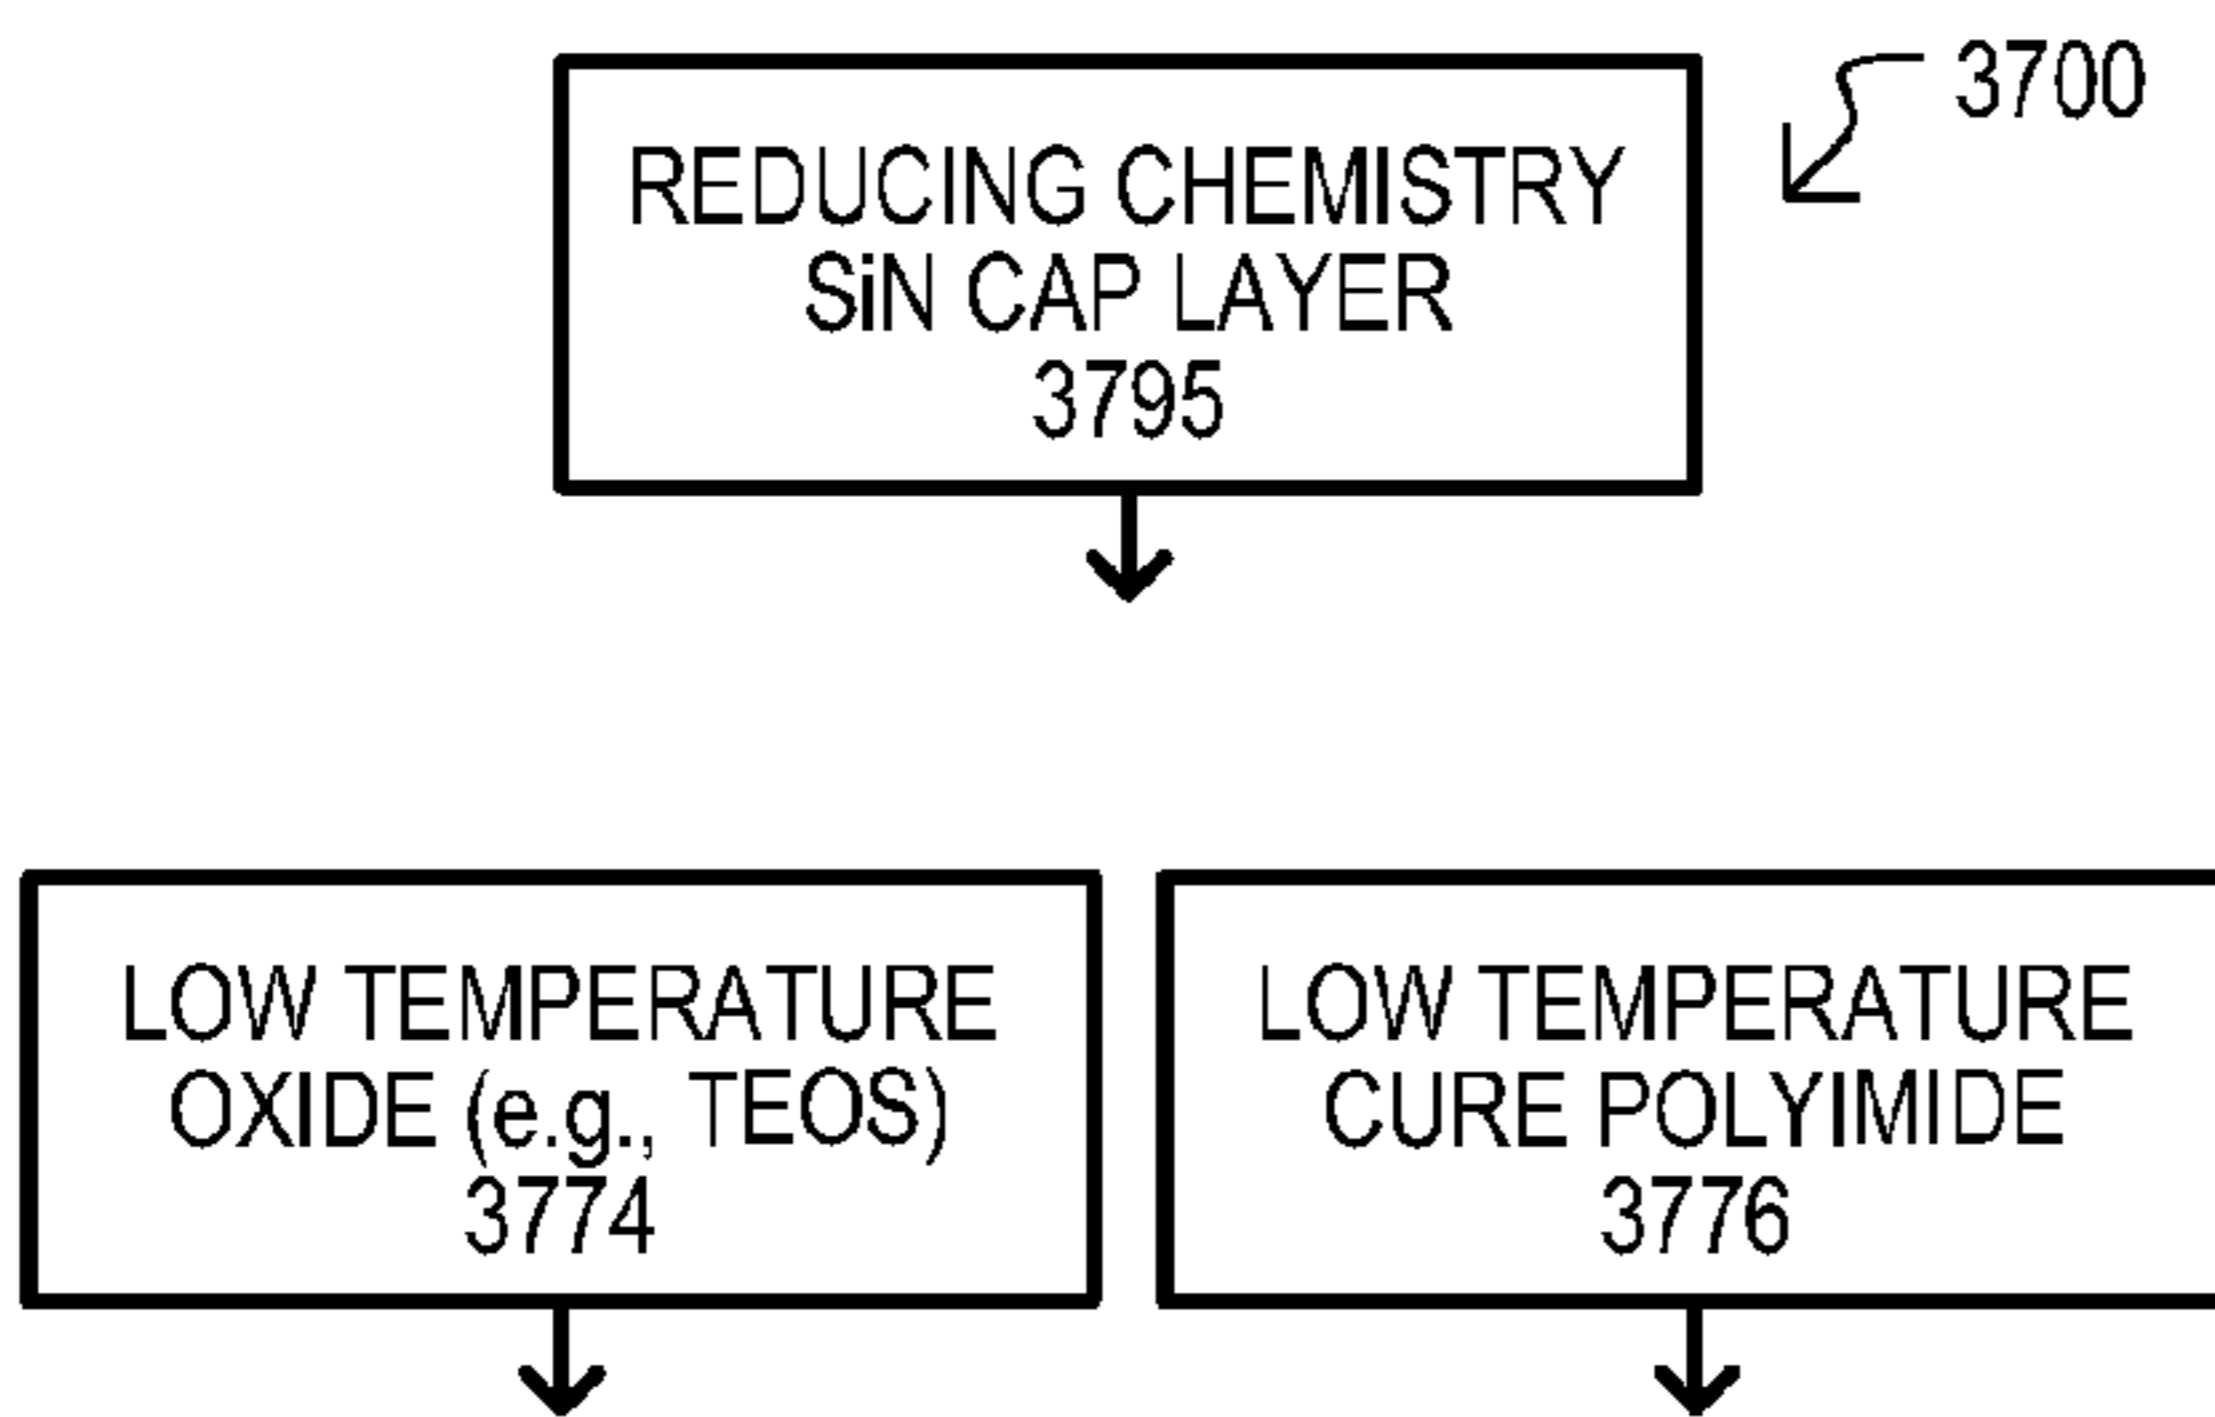 3700
REDUCING CHEMISTRY
SiN CAP LAYER
3795
LOW TEMPERATURE
OXIDE (e.g., TEOS)
3774
LOW TEMPERATURE
CURE POLYIMIDE
3776